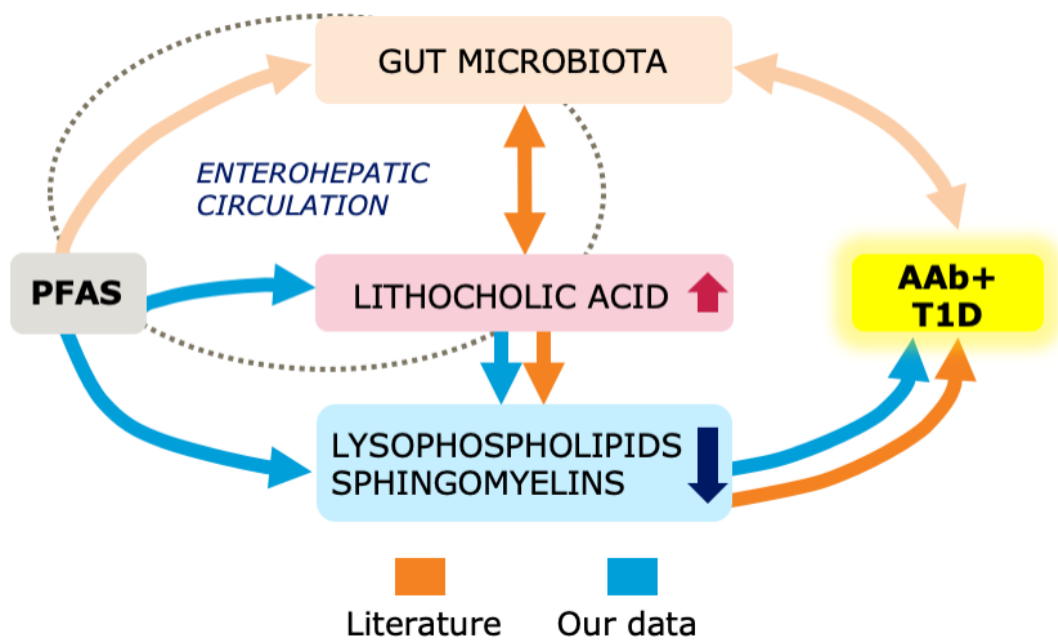 GUT MICROBIOTA
ENTEROHEPATIC
CIRCULATION
PFAS
LITHOCHOLIC ACID
AAb+
T1D
LYSOPHOSPHOLIPIDS
SPHINGOMYELINS
Literature
Our data